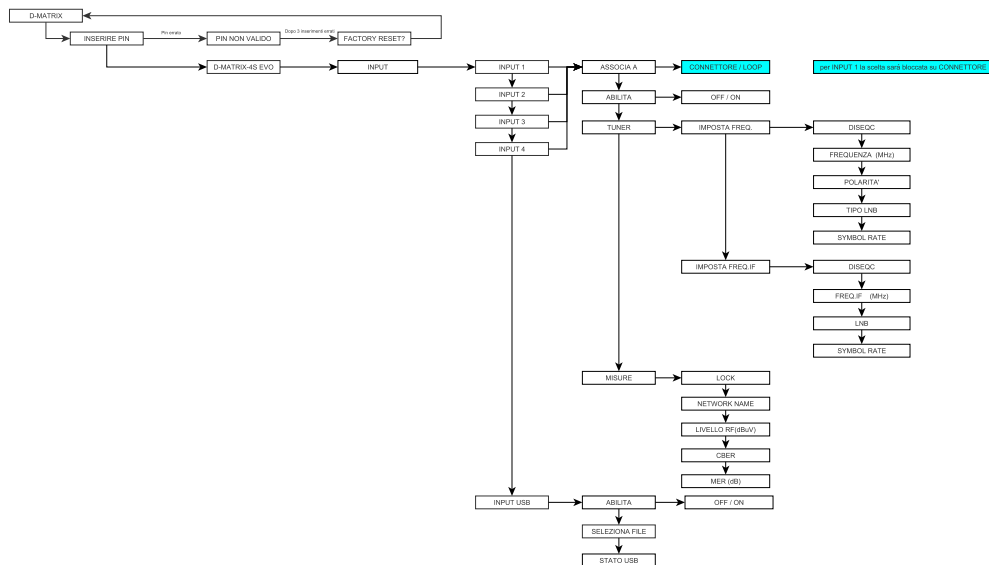 D-MATRIX
INSERIRE PIN
Pin errato
PIN NON VALIDO
Dopo 3 inserimenti errati
FACTORY RESET?
D-MATRIX-4S EVO
INPUT
INPUT 1
ASSOCIA A
CONNETTORE / LOOP
per INPUT 1 la scelta sará bloccata su CONNETTORE
INPUT 2
ABILITA
OFF / ON
INPUT 3
TUNER
IMPOSTA FREQ.
DISEQC
INPUT 4
FREQUENZA (MHz)
POLARITA'
TIPO LNB
SYMBOL RATE
IMPOSTA FREQ.IF
DISEQC
FREQ.IF (MHz)
LNB
SYMBOL RATE
MISURE
LOCK
NETWORK NAME
LIVELLO RF(dBuV)
CBER
MER (dB)
INPUT USB
ABILITA
OFF / ON
SELEZIONA FILE
STATO USB